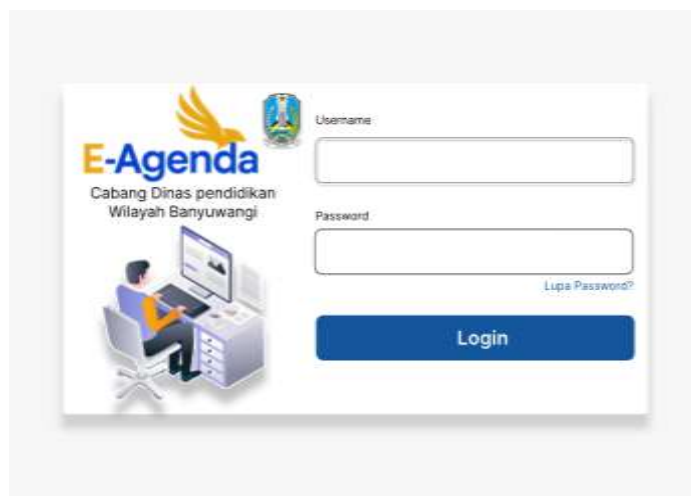 E-Agenda
Cabang Dinas pendidikan
Wilayah Banyuwangi
Username
Password
Lupa Password?
Login